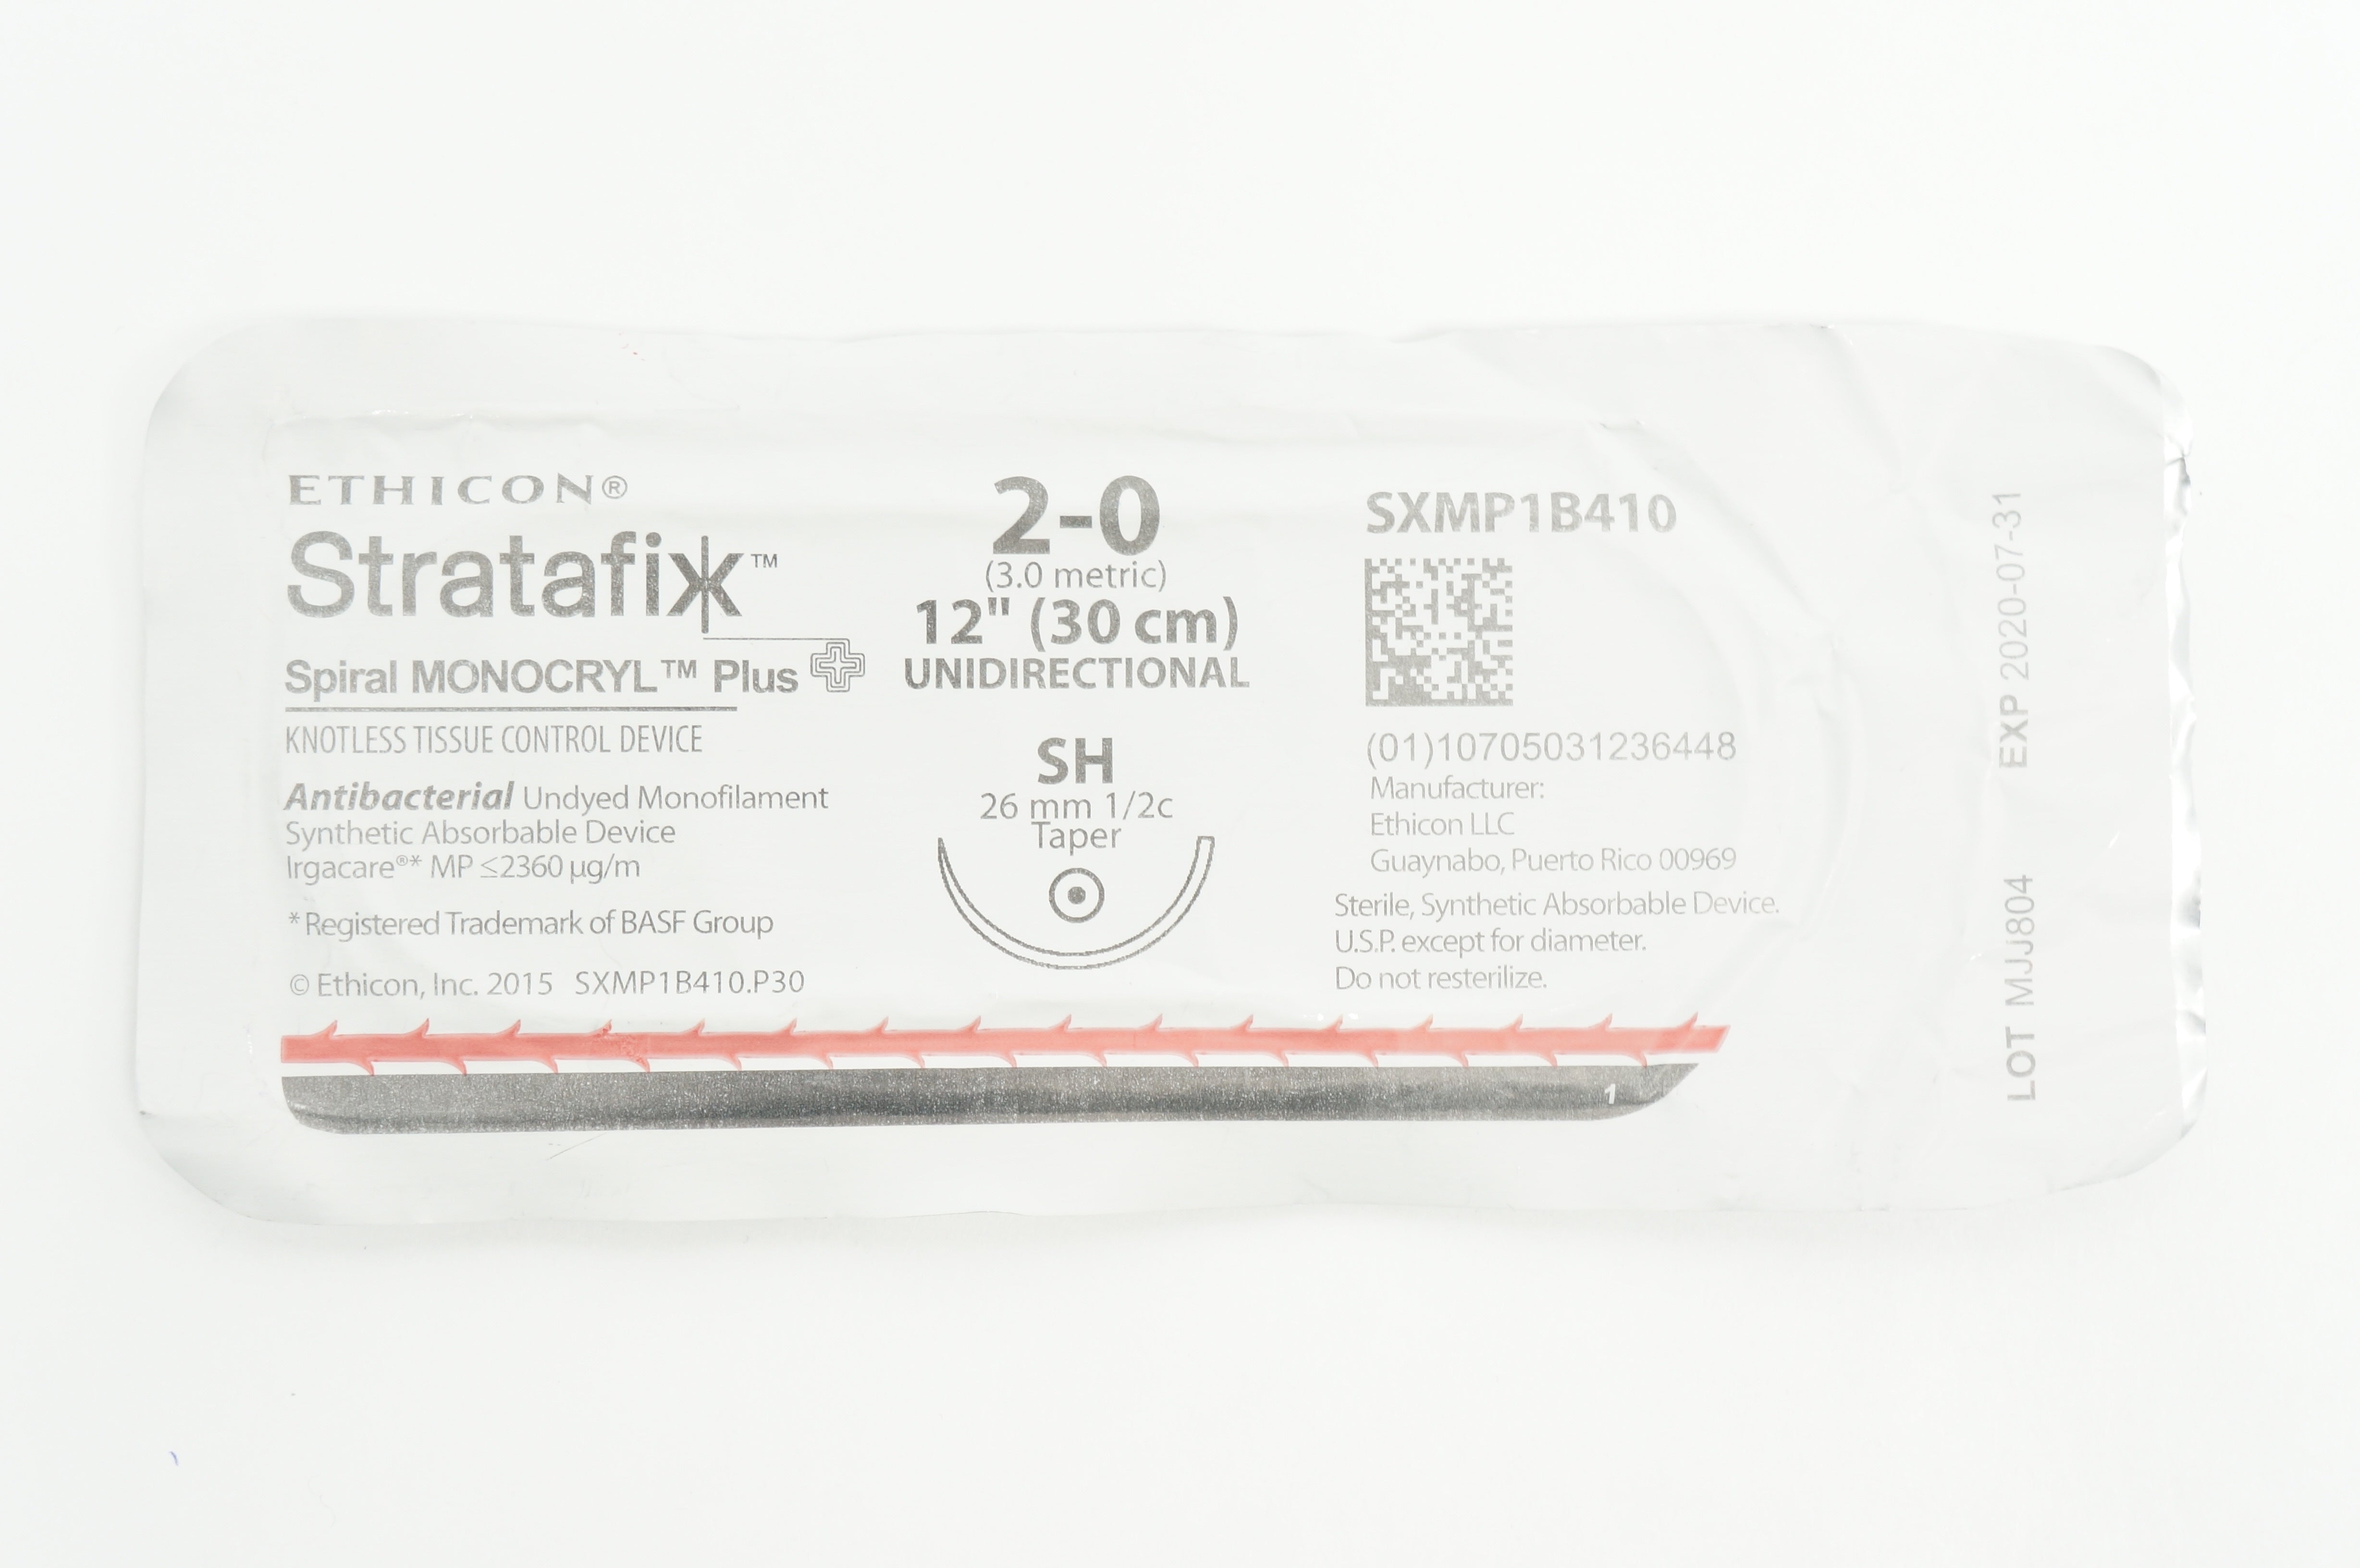 ETHICON®
Stratafix™
Spiral MONOCRYL™ Plus
KNOTLESS TISSUE CONTROL DEVICE
Antibacterial Undyed Monofilament
Synthetic Absorbable Device
Irgacare®* MP ≤2360 µg/m
*Registered Trademark of BASF Group
© Ethicon, Inc. 2015 SXMP1B410.P30
2-0
(3.0 metric)
12" (30 cm)
UNIDIRECTIONAL
SH
26 mm 1/2c
Taper
SXMP1B410
(01)10705031236448
Manufacturer:
Ethicon LLC
Guaynabo, Puerto Rico 00969
Sterile, Synthetic Absorbable Device.
U.S.P. except for diameter.
Do not resterilize.
1
LOT MJJ804 EXP 2020-07-31